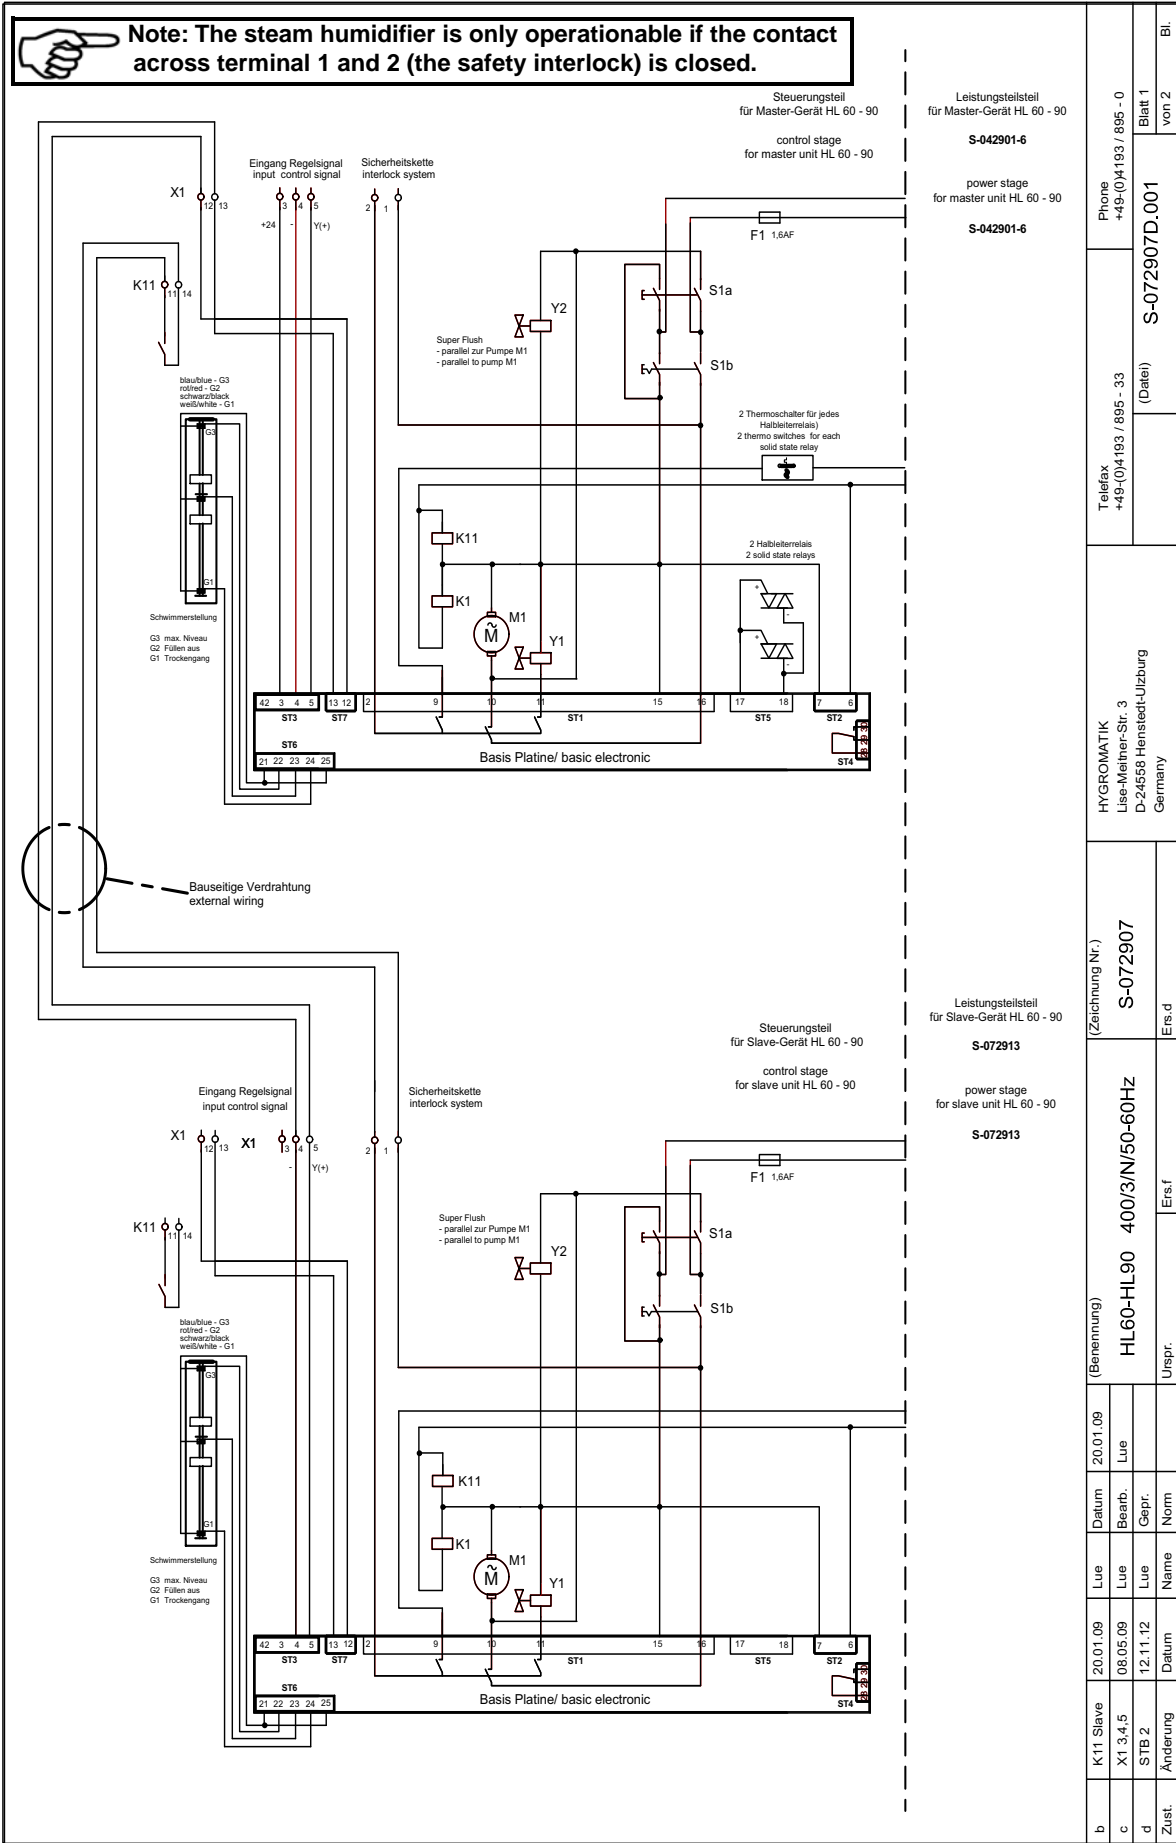 Note: The steam humidifier is only operationable if the contact
across terminal 1 and 2 (the safety interlock) is closed.
Steuerungsteil
für Master-Gerät HL 60 - 90
control stage
for master unit HL 60 - 90
Leistungsteilsteil
für Master-Gerät HL 60 - 90
S-042901-6
power stage
for master unit HL 60 - 90
S-042901-6
Eingang Regelsignal
input control signal
Sicherheitskette
interlock system
X1
12 13
3 4 5
+24 - Y(+)
2 1
F1 1,6AF
K11
11 14
S1a
S1b
Y2
Super Flush
- parallel zur Pumpe M1
- parallel to pump M1
blau/blue - G3
rot/red - G2
schwarz/black
weiß/white - G1
G3
G1
Schwimmerstellung
G3 max. Niveau
G2 Füllen aus
G1 Trockengang
2 Thermoschalter für jedes
Halbleiterrelais)
2 thermo switches for each
solid state relay
K11
K1
M1
M
Y1
2 Halbleiterrelais
2 solid state relays
+ -
+ -
42 3 4 5 13 12 2 9 10 11 15 16 17 18 7 6
ST3 ST7 ST1 ST5 ST2
ST6
21 22 23 24 25
Basis Platine/ basic electronic
ST4
28 29 30
Bauseitige Verdrahtung
external wiring
Steuerungsteil
für Slave-Gerät HL 60 - 90
control stage
for slave unit HL 60 - 90
Leistungsteilsteil
für Slave-Gerät HL 60 - 90
S-072913
power stage
for slave unit HL 60 - 90
S-072913
Eingang Regelsignal
input control signal
Sicherheitskette
interlock system
X1
12 13
X1
3 4 5
- Y(+)
2 1
F1 1,6AF
K11
11 14
S1a
S1b
Y2
Super Flush
- parallel zur Pumpe M1
- parallel to pump M1
blau/blue - G3
rot/red - G2
schwarz/black
weiß/white - G1
G3
G1
Schwimmerstellung
G3 max. Niveau
G2 Füllen aus
G1 Trockengang
K11
K1
M1
M
Y1
42 3 4 5 13 12 2 9 10 11 15 16 17 18 7 6
ST3 ST7 ST1 ST5 ST2
ST6
21 22 23 24 25
Basis Platine/ basic electronic
ST4
28 29 30
b K11 Slave 20.01.09 Lue Datum 20.01.09
c X1 3,4,5 08.05.09 Lue Bearb. Lue
d STB 2 12.11.12 Lue Gepr.
Zust. Änderung Datum Name Norm
(Benennung)
HL60-HL90 400/3/N/50-60Hz
Urspr. Ers.f Ers.d
(Zeichnung Nr.)
S-072907
HYGROMATIK
Lise-Meitner-Str. 3
D-24558 Henstedt-Ulzburg
Germany
Telefax
+49-(0)4193 / 895 - 33
Phone
+49-(0)4193 / 895 - 0
(Datei)
S-072907D.001
Blatt 1
von 2
Bl.